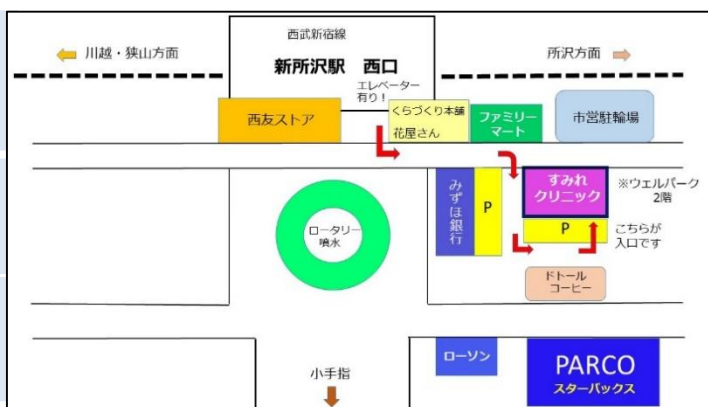 西武新宿線
川越・狭山方面
新所沢駅 西口
所沢方面
エレベーター
有り!
西友ストア
くらづくり本舗
花屋さん
ファミリー
マート
市営駐輪場
みずほ銀行
P
すみれ
クリニック
※ウェルパーク
2階
P
こちらが
入口です
ロータリー
噴水
ドトール
コーヒー
ローソン
PARCO
スターバックス
小手指